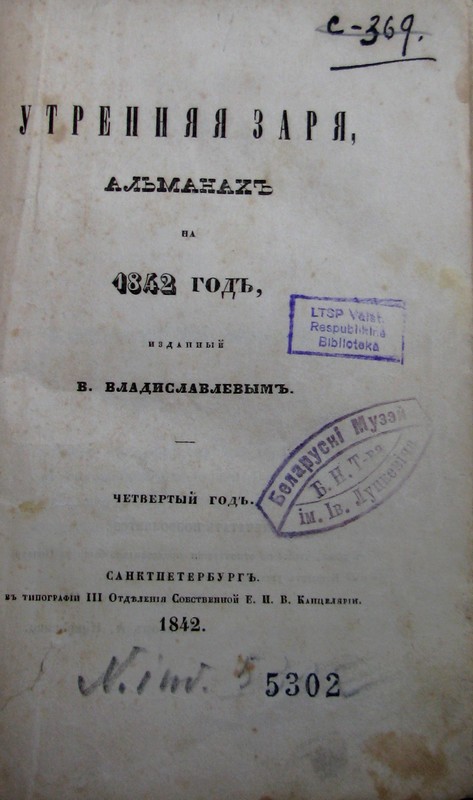 с-369.
УТРЕННЯЯ ЗАРЯ,
АЛЬМАНАХЪ
НА
1842 ГОДЪ,
ИЗДАННЫЙ
В. ВЛАДИСЛАВЛЕВЫМЪ.
LTSP Valst.
Respublikinė
Biblioteka
Беларускі Музэй
Б. Н. Т-ва
ім. Ів. Луцкевіча
ЧЕТВЕРТЫЙ ГОДЪ.
САНКТПЕТЕРБУРГЪ.
ВЪ ТИПОГРАФІИ III ОТДѢЛЕНІЯ СОБСТВЕННОЙ Е. И. В. КАНЦЕЛЯРІИ.
1842.
N. inv.
5302